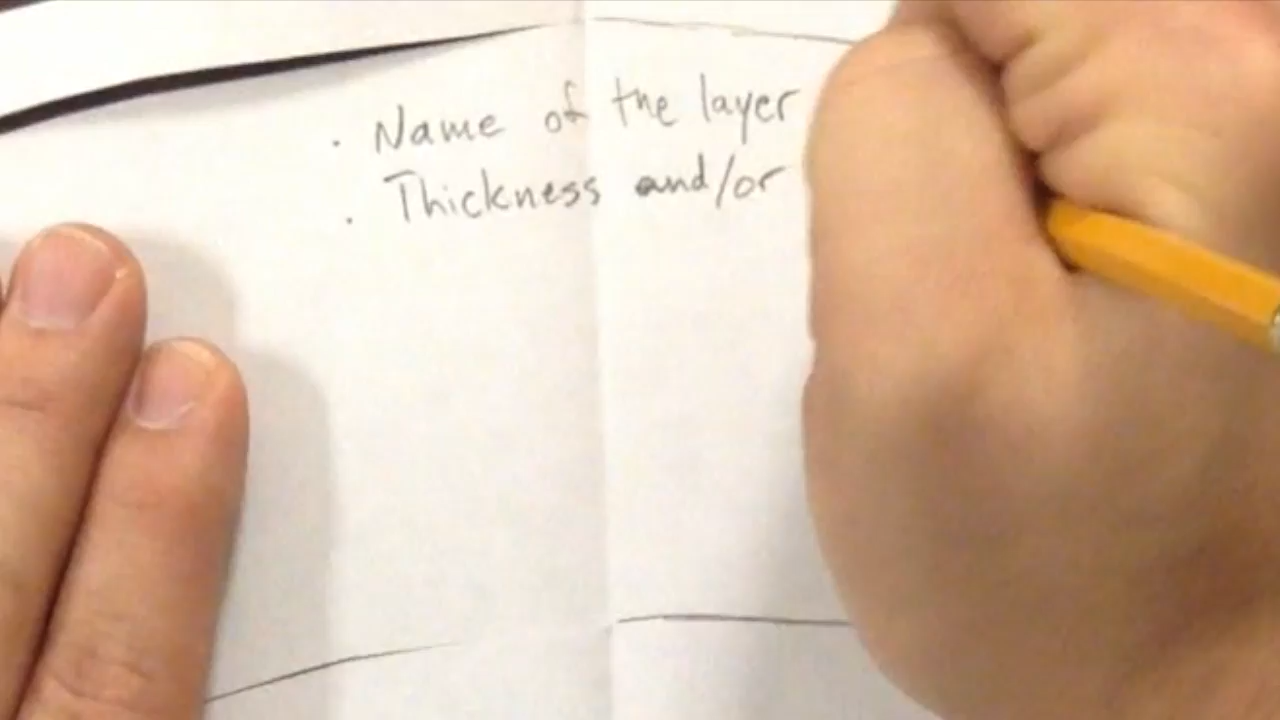 · Name of the layer
· Thickness and/or